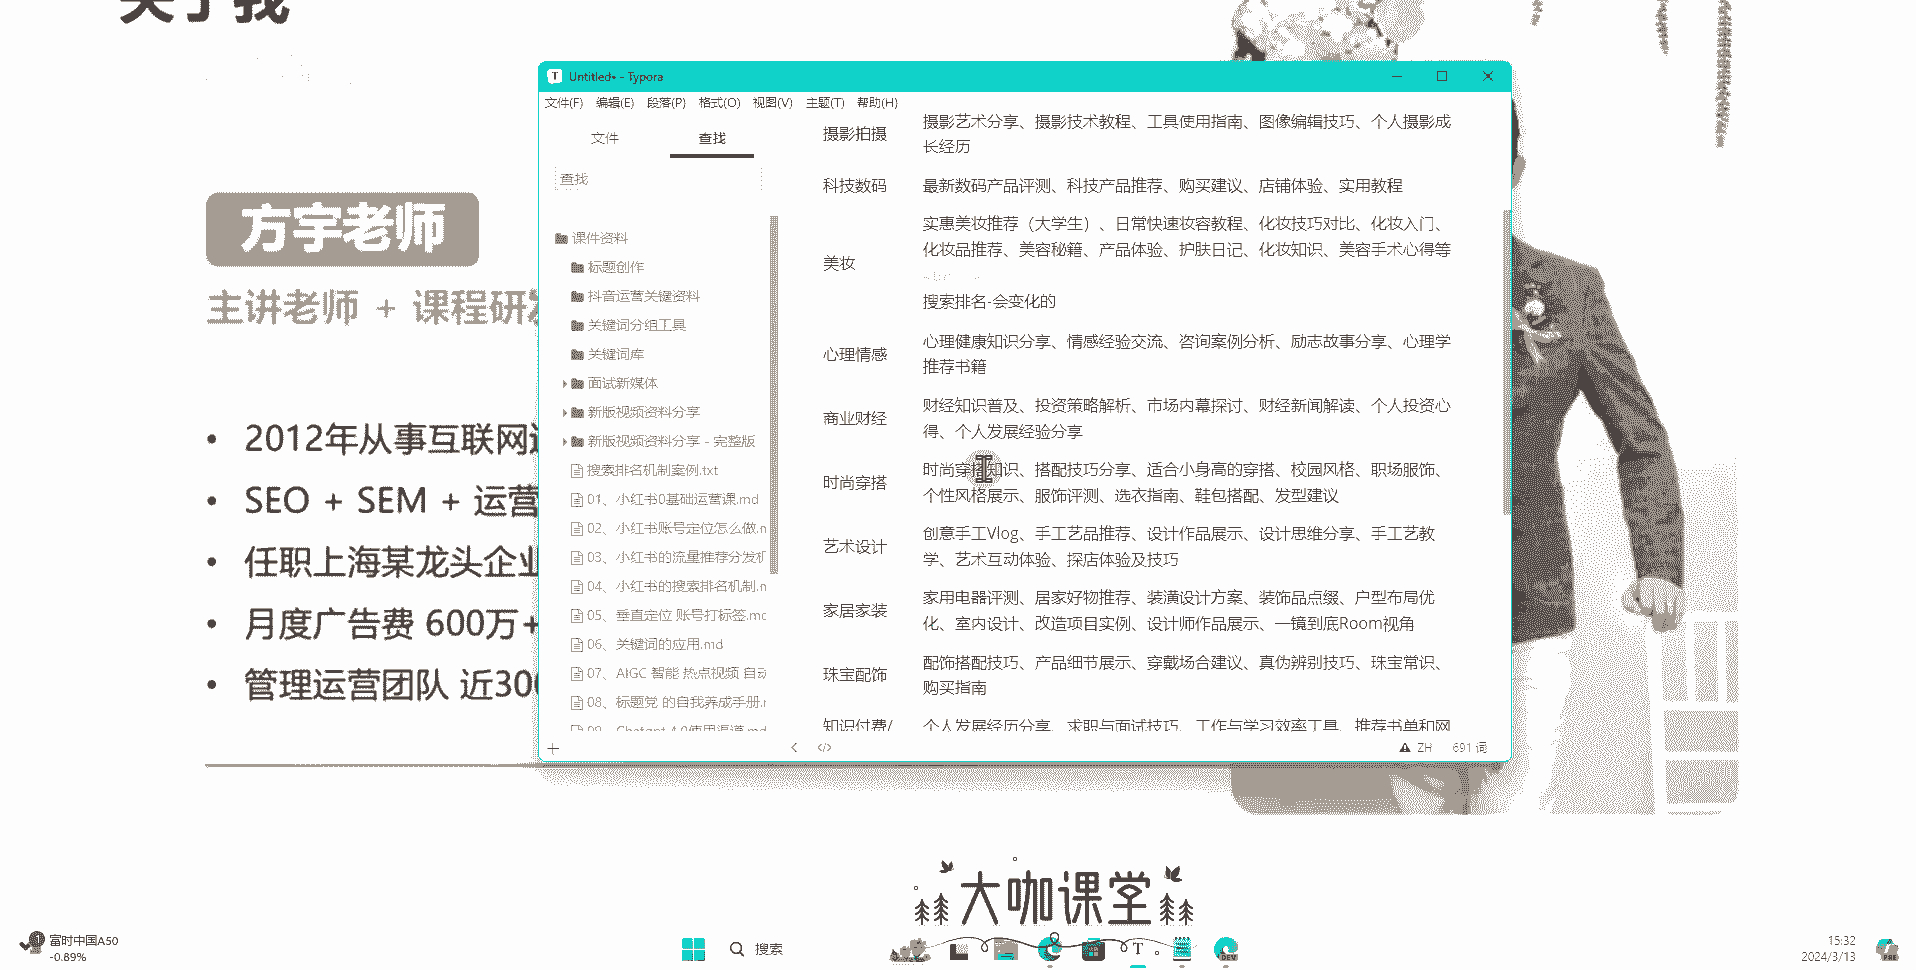 关于我
方宇老师
主讲老师 + 课程研发
2012年从事互联网
SEO + SEM + 运营
任职上海某龙头企业
月度广告费 600万+
管理运营团队 近300
Untitled• - Typora
文件(F) 编辑(E) 段落(P) 格式(O) 视图(V) 主题(T) 帮助(H)
文件 查找
查找
课件资料
标题创作
抖音运营关键资料
关键词分组工具
关键词库
面试新媒体
新版视频资料分享
新版视频资料分享 - 完整版
搜索排名机制案例.txt
01、小红书0基础运营课.md
02、小红书账号定位怎么做.n
03、小红书的流量推荐分发机
04、小红书的搜索排名机制.n
05、垂直定位 账号打标签.mc
06、关键词的应用.md
07、AIGC 智能 热点视频 自动
08、标题党 的自我养成手册.r
09、Chatgpt 4.0使用渠道.md
摄影拍摄
摄影艺术分享、摄影技术教程、工具使用指南、图像编辑技巧、个人摄影成
长经历
科技数码
最新数码产品评测、科技产品推荐、购买建议、店铺体验、实用教程
美妆
实惠美妆推荐（大学生）、日常快速妆容教程、化妆技巧对比、化妆入门、
化妆品推荐、美容秘籍、产品体验、护肤日记、化妆知识、美容手术心得等
搜索排名-会变化的
心理情感
心理健康知识分享、情感经验交流、咨询案例分析、励志故事分享、心理学
推荐书籍
商业财经
财经知识普及、投资策略解析、市场内幕探讨、财经新闻解读、个人投资心
得、个人发展经验分享
时尚穿搭
时尚穿搭知识、搭配技巧分享、适合小身高的穿搭、校园风格、职场服饰、
个性风格展示、服饰评测、选衣指南、鞋包搭配、发型建议
艺术设计
创意手工Vlog、手工艺品推荐、设计作品展示、设计思维分享、手工艺教
学、艺术互动体验、探店体验及技巧
家居家装
家用电器评测、居家好物推荐、装潢设计方案、装饰品点缀、户型布局优
化、室内设计、改造项目实例、设计师作品展示、一镜到底Room视角
珠宝配饰
配饰搭配技巧、产品细节展示、穿戴场合建议、真伪辨别技巧、珠宝常识、
购买指南
知识付费/
个人发展经历分享、求职与面试技巧、工作与学习效率工具、推荐书单和网
ZH 691 词
大咖课堂
富时中国A50
-0.89%
搜索
15:32
2024/3/13